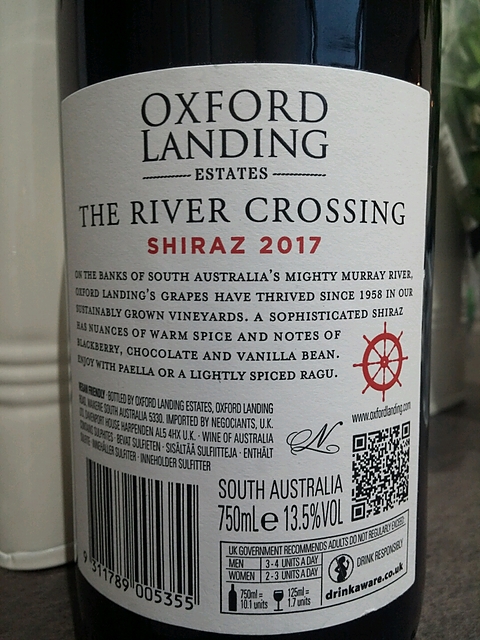 OXFORD
LANDING
ESTATES
THE RIVER CROSSING
SHIRAZ 2017
ON THE BANKS OF SOUTH AUSTRALIA'S MIGHTY MURRAY RIVER,
OXFORD LANDING'S GRAPES HAVE THRIVED SINCE 1958 IN OUR
SUSTAINABLY GROWN VINEYARDS. A SOPHISTICATED SHIRAZ
HAS NUANCES OF WARM SPICE AND NOTES OF
BLACKBERRY, CHOCOLATE AND VANILLA BEAN.
ENJOY WITH PAELLA OR A LIGHTLY SPICED RAGU.
VEGAN FRIENDLY · BOTTLED BY OXFORD LANDING ESTATES, OXFORD LANDING
ROAD, WAIKERIE SOUTH AUSTRALIA 5330. IMPORTED BY NEGOCIANTS, U.K.
DAVENPORT HOUSE HARPENDEN AL5 4HX U.K. · WINE OF AUSTRALIA
CONTAINS SULPHITES · BEVAT SULFIETEN · SISÄLTÄÄ SULFIITTEJA · ENTHÄLT
SULFITE · INNEHÅLLER SULFITER · INNEHOLDER SULFITTER
www.oxfordlanding.com
N
SOUTH AUSTRALIA
750mL e 13.5%VOL
9 311789 005355
UK GOVERNMENT RECOMMENDS ADULTS DO NOT REGULARLY EXCEED
MEN 3-4 UNITS A DAY
WOMEN 2-3 UNITS A DAY
750ml = 10.1 units
125ml = 1.7 units
DRINK RESPONSIBLY
drinkaware.co.uk